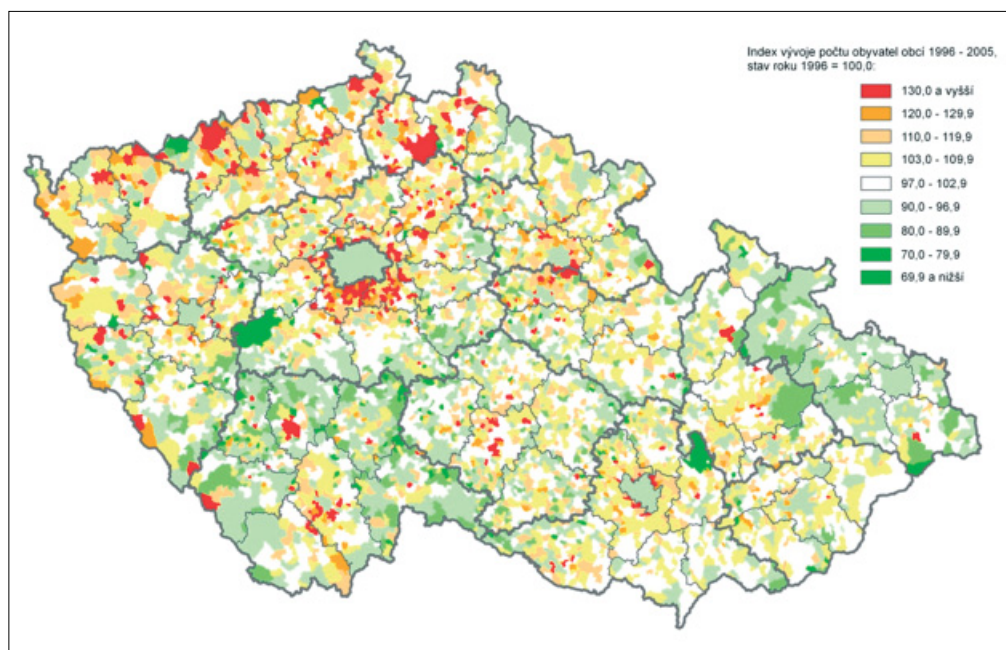 Index vývoje počtu obyvatel obcí 1996 - 2005,
stav roku 1996 = 100,0:
130,0 a vyšší
120,0 - 129,9
110,0 - 119,9
103,0 - 109,9
97,0 - 102,9
90,0 - 96,9
80,0 - 89,9
70,0 - 79,9
69,9 a nižší